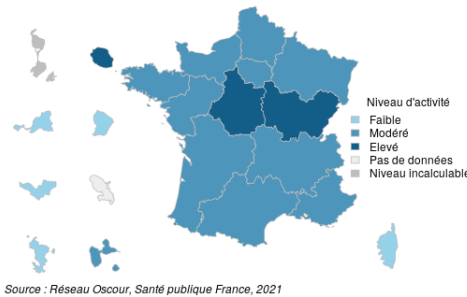 Niveau d'activité
Faible
Modéré
Elevé
Pas de données
Niveau incalculable
Source : Réseau Oscour, Santé publique France, 2021